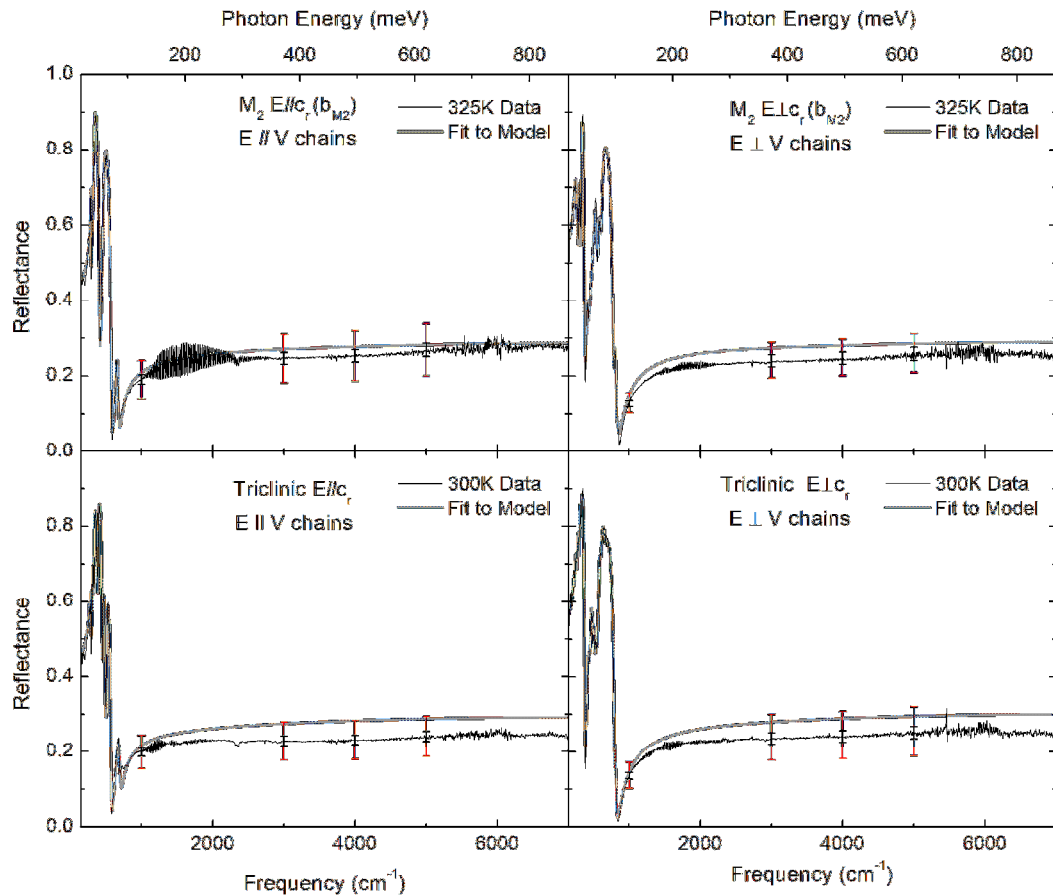 Photon Energy (meV)
Photon Energy (meV)
200 400 600 800
200 400 600 800
1.0
0.8
0.6
0.4
0.2
0.0
Reflectance
M2 E//cr(bM2)
E // V chains
325K Data
Fit to Model
M2 E⊥cr(bM2)
E ⊥ V chains
325K Data
Fit to Model
0.8
0.6
0.4
0.2
0.0
Reflectance
Triclinic E//cr
E || V chains
300K Data
Fit to Model
Triclinic E⊥cr
E ⊥ V chains
300K Data
Fit to Model
2000 4000 6000
2000 4000 6000
Frequency (cm-1)
Frequency (cm-1)